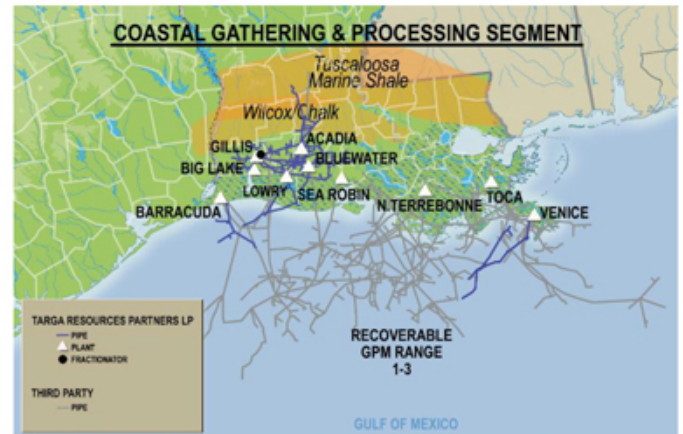 COASTAL GATHERING & PROCESSING SEGMENT
Tuscaloosa
Marine Shale
Wilcox/Chalk
GILLIS
ACADIA
BIG LAKE
BLUEWATER
LOWRY
SEA ROBIN
BARRACUDA
N.TERREBONNE
TOCA
VENICE
TARGA RESOURCES PARTNERS LP
PIPE
PLANT
FRACTIONATOR
THIRD PARTY
PIPE
RECOVERABLE
GPM RANGE
1-3
GULF OF MEXICO